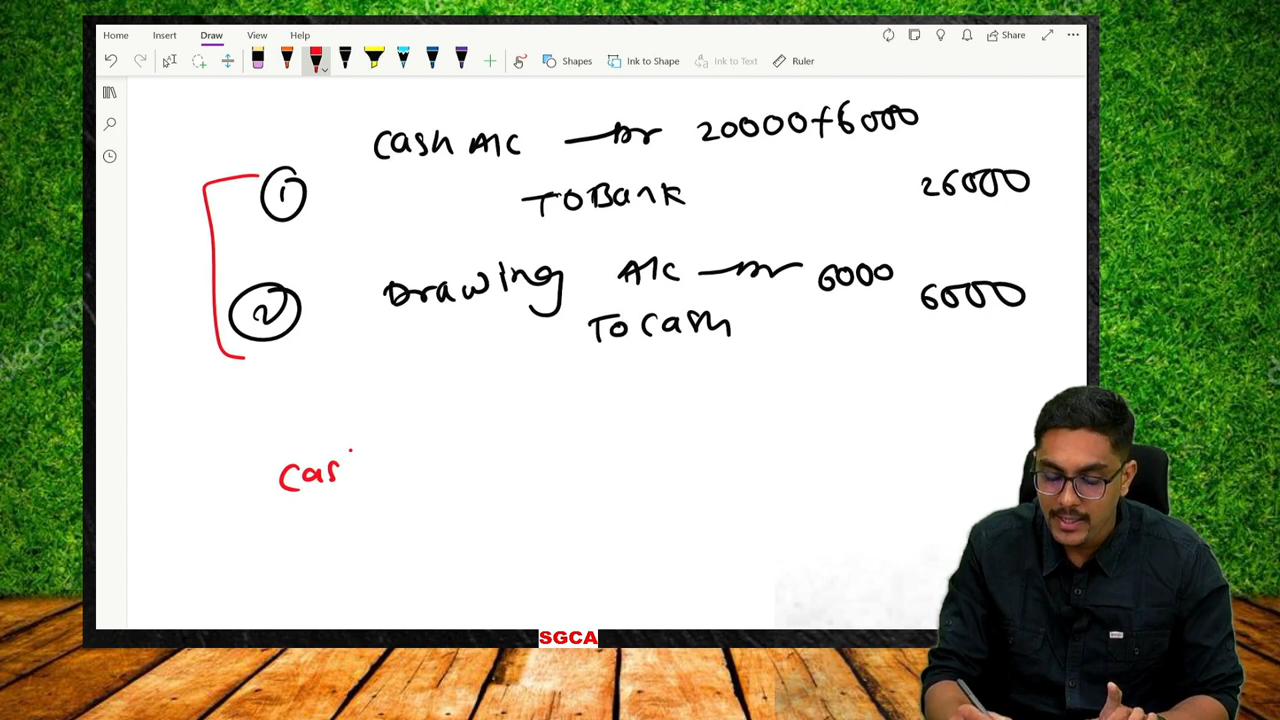 Home Insert Draw View Help Share
Shapes Ink to Shape Ink to Text Ruler
Cash A/C Dr 20000+6000
1 To Bank 26000
Drawing A/C Dr 6000 6000
2 To Cash
Cas
SGCA